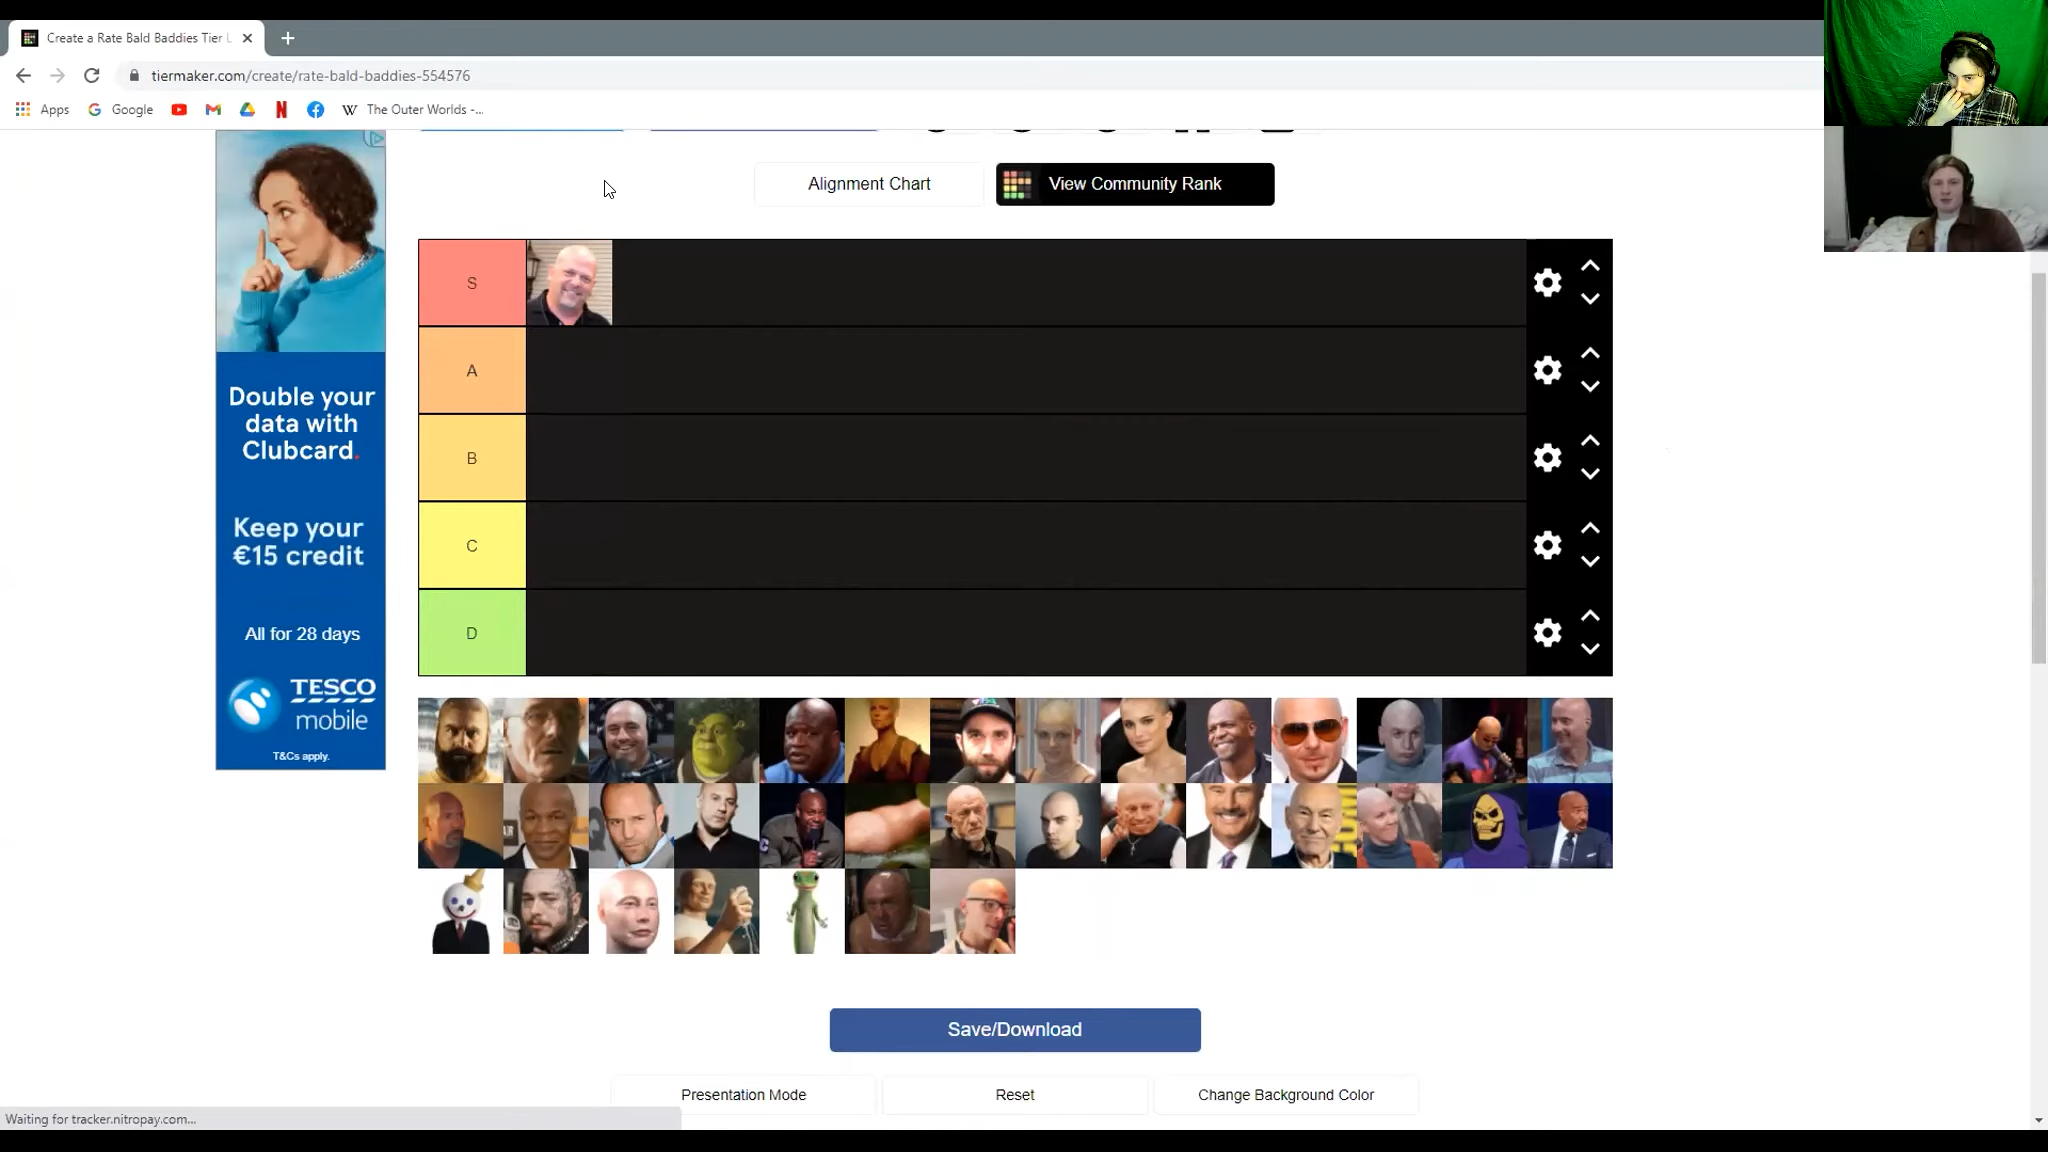 Create a Rate Bald Baddies Tier L
tiermaker.com/create/rate-bald-baddies-554576
Apps
Google
The Outer Worlds -...
Alignment Chart
View Community Rank
S
A
B
C
D
Double your
data with
Clubcard.
Keep your
€15 credit
All for 28 days
TESCO
mobile
T&Cs apply.
Save/Download
Presentation Mode
Reset
Change Background Color
Waiting for tracker.nitropay.com...